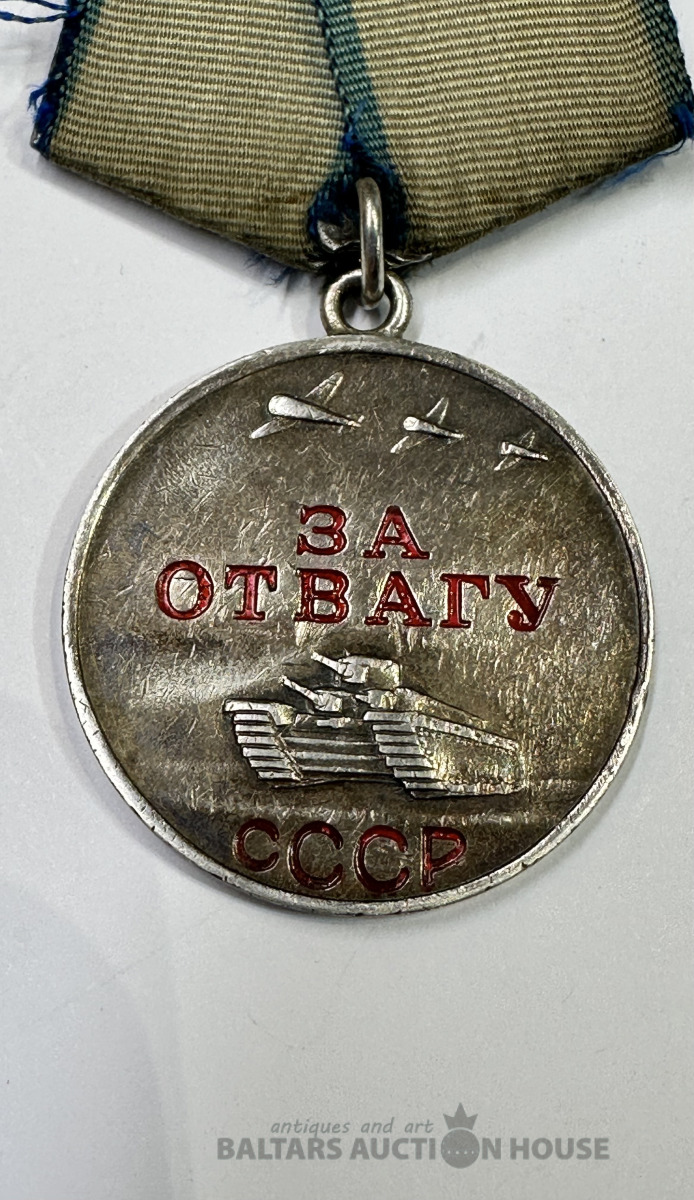 ЗА
ОТВАГУ
СССР
antiques and art
BALTARS AUCTION HOUSE